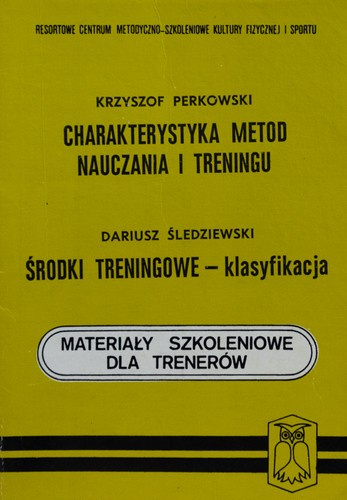 RESORTOWE CENTRUM METODYCZNO-SZKOLENIOWE KULTURY FIZYCZNEJ I SPORTU
KRZYSZTOF PERKOWSKI
CHARAKTERYSTYKA METOD
NAUCZANIA I TRENINGU
DARIUSZ ŚLEDZIEWSKI
ŚRODKI TRENINGOWE – klasyfikacja
MATERIAŁY SZKOLENIOWE
DLA TRENERÓW